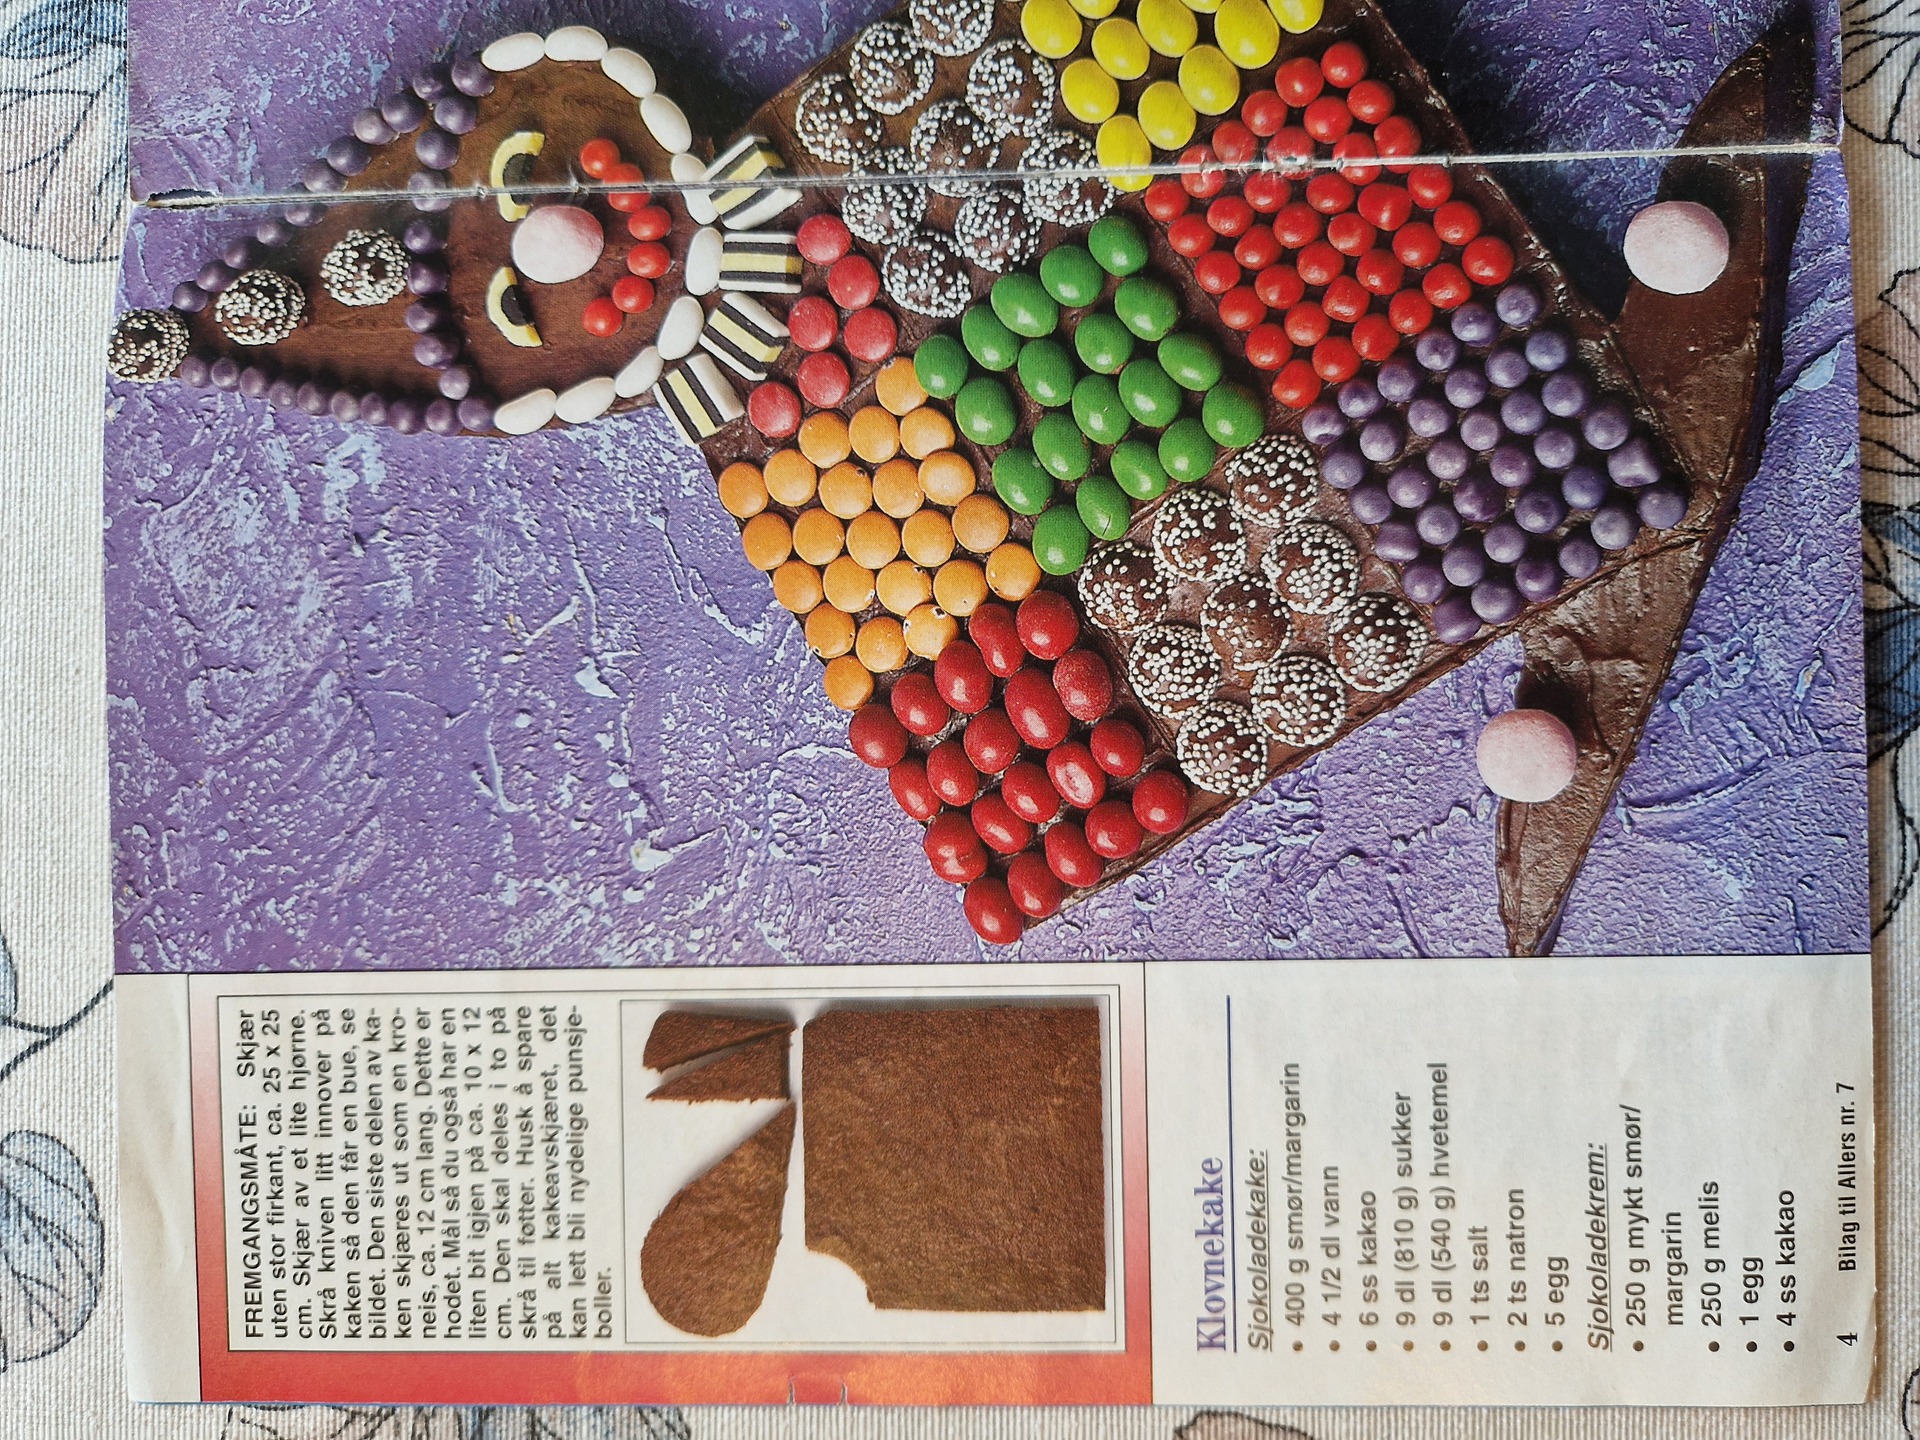 FREMGANGSMÅTE: Skjær
uten stor firkant, ca. 25 x 25
cm. Skjær av et lite hjørne.
Skrå kniven litt innover på
kaken så den får en bue, se
bildet. Den siste delen av ka-
ken skjæres ut som en kro-
neis, ca. 12 cm lang. Dette er
hodet. Mål så du også har en
liten bit igjen på ca. 10 x 12
cm. Den skal deles i to på
skrå til føtter. Husk å spare
på alt kakeavskjæret, det
kan lett bli nydelige punsje-
boller.
Klovnekake
Sjokoladekake:
• 400 g smør/margarin
• 4 1/2 dl vann
• 6 ss kakao
• 9 dl (810 g) sukker
• 9 dl (540 g) hvetemel
• 1 ts salt
• 2 ts natron
• 5 egg
Sjokoladekrem:
• 250 g mykt smør/
margarin
• 250 g melis
• 1 egg
• 4 ss kakao
4 Bilag til Allers nr. 7